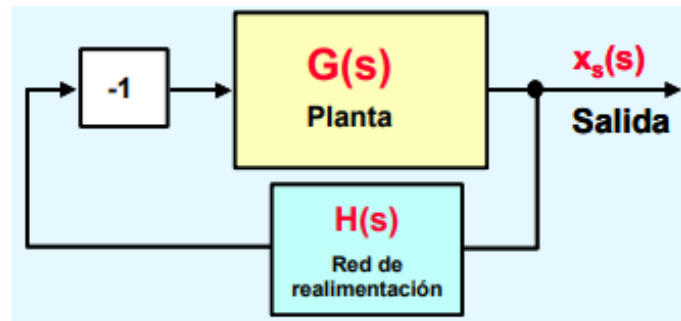 -1
G(s)
Planta
xₛ(s)
Salida
H(s)
Red de
realimentación